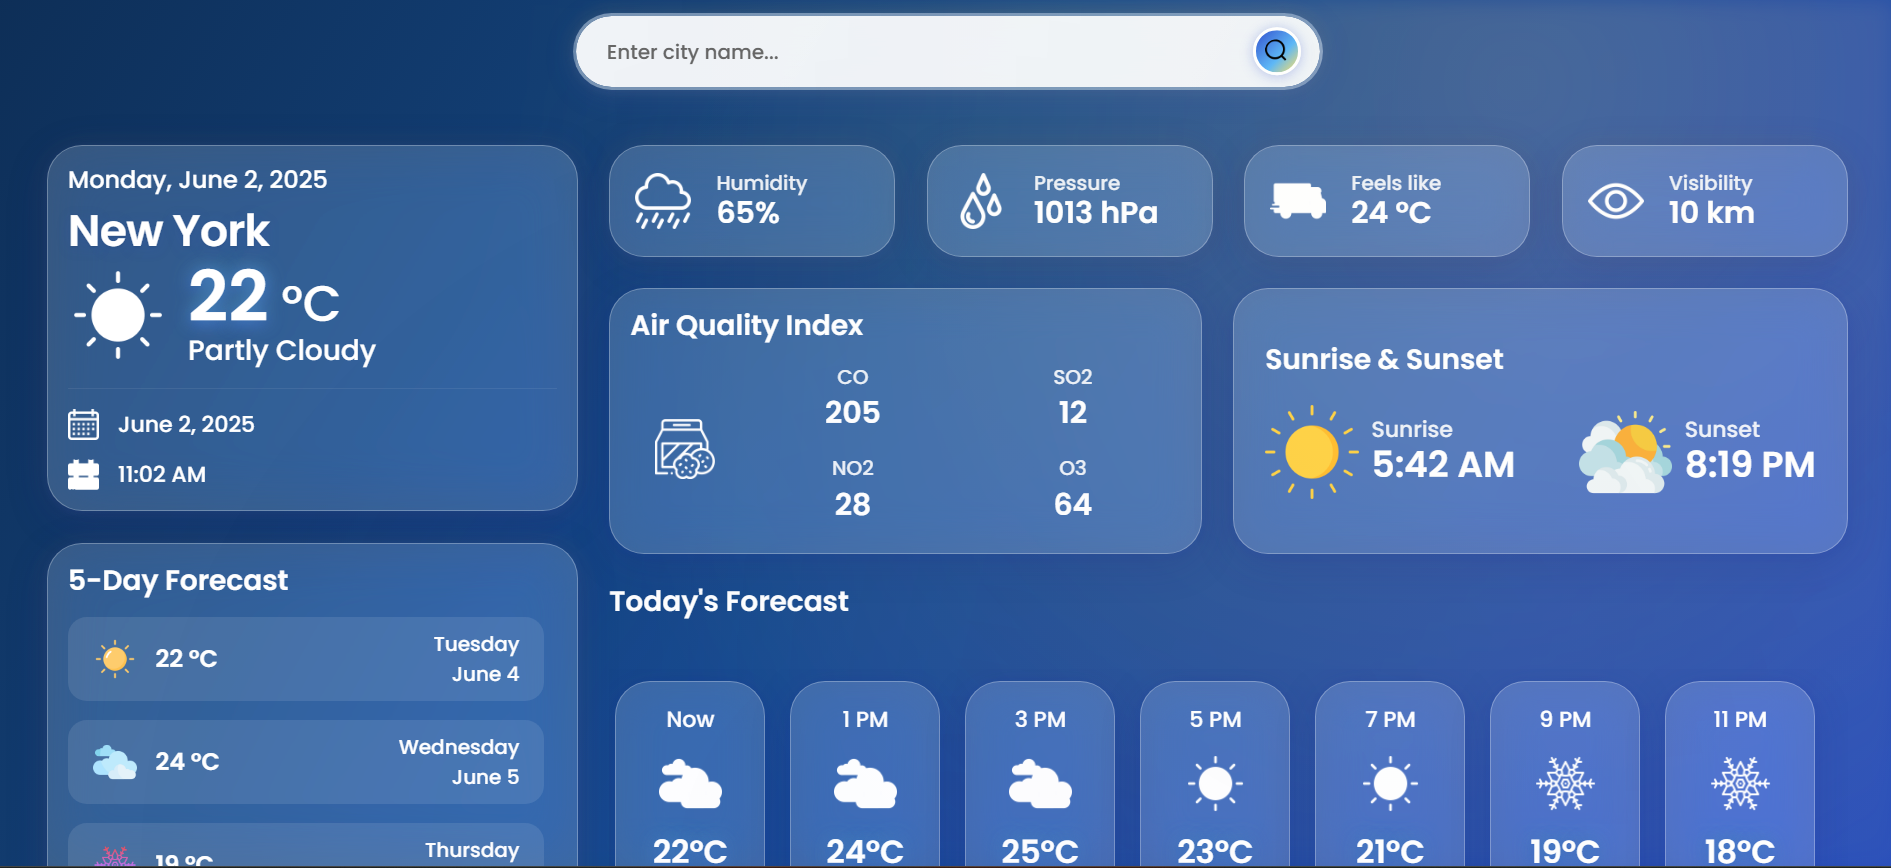 Enter city name...
Monday, June 2, 2025
New York
22 °C
Partly Cloudy
June 2, 2025
11:02 AM
5-Day Forecast
22 °C
Tuesday
June 4
24 °C
Wednesday
June 5
19 °C
Thursday
Humidity
65%
Pressure
1013 hPa
Feels like
24 °C
Visibility
10 km
Air Quality Index
CO
205
SO2
12
NO2
28
O3
64
Sunrise & Sunset
Sunrise
5:42 AM
Sunset
8:19 PM
Today's Forecast
Now
22°C
1 PM
24°C
3 PM
25°C
5 PM
23°C
7 PM
21°C
9 PM
19°C
11 PM
18°C